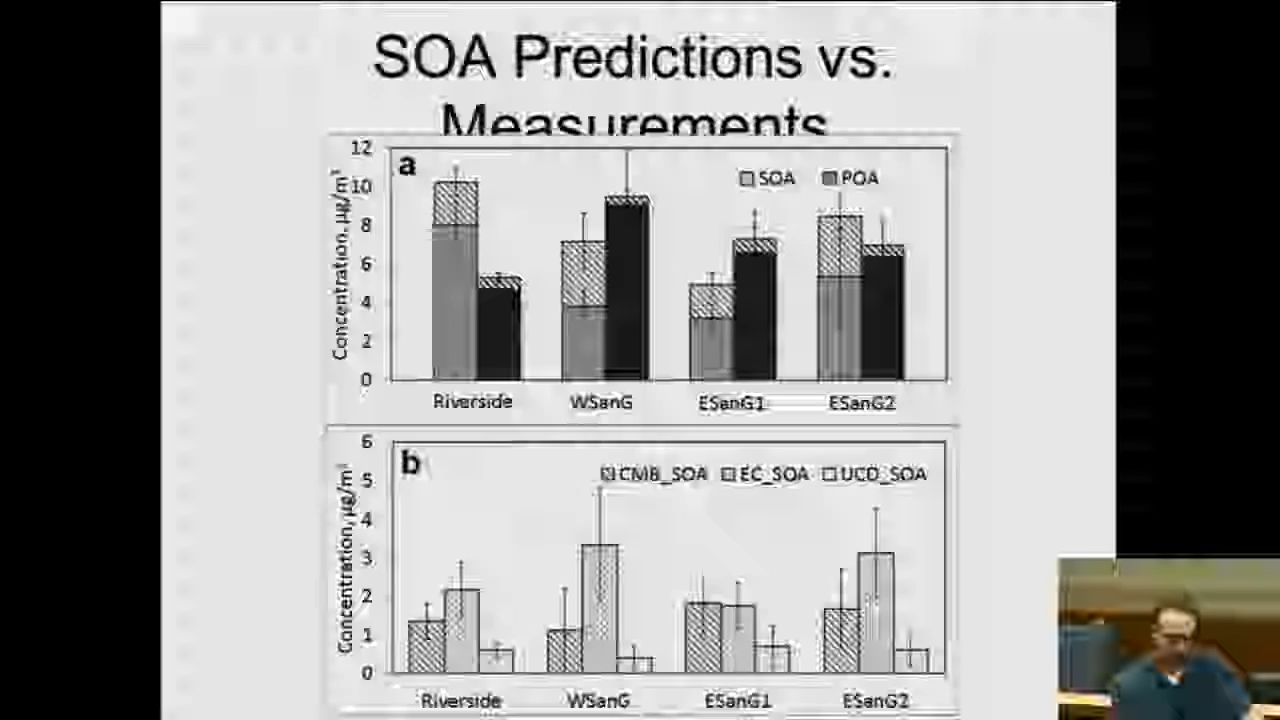 SOA Predictions vs.
Measurements
12
10
8
6
4
2
0
Concentration, µg/m³
a
SOA POA
Riverside WSanG ESanG1 ESanG2
6
5
4
3
2
1
0
Concentration, µg/m³
b
CMB_SOA EC_SOA UCD_SOA
Riverside WSanG ESanG1 ESanG2